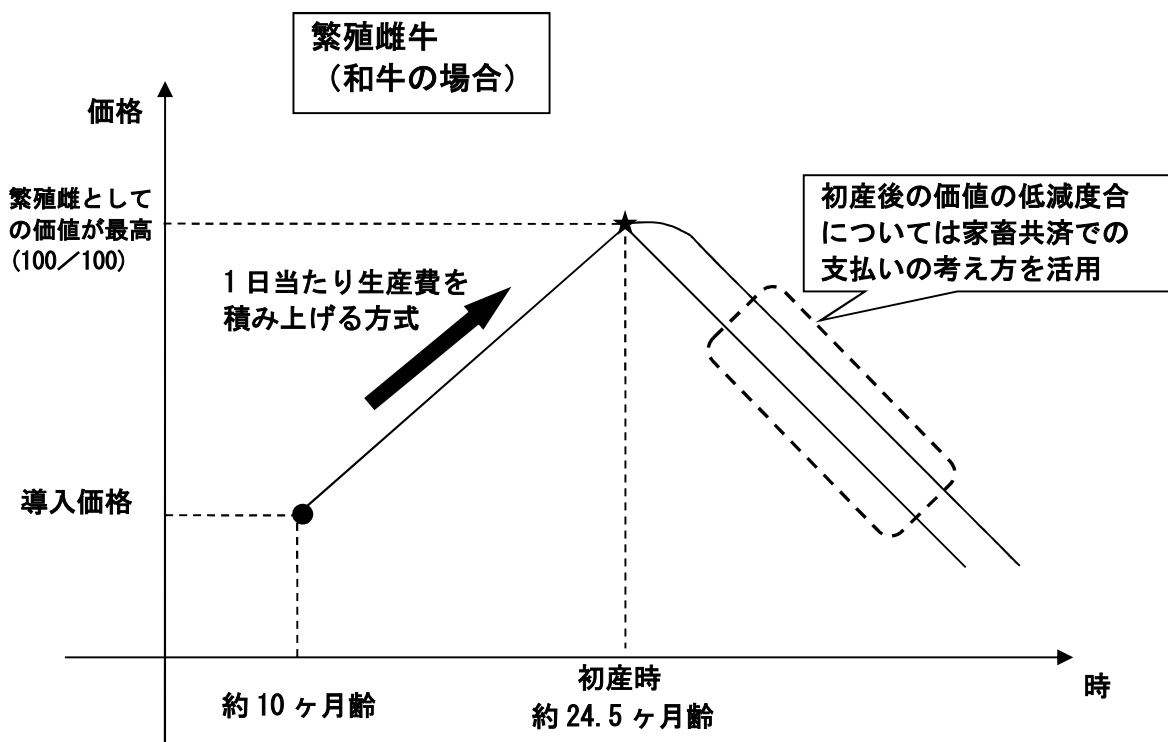 繁殖雌牛
（和牛の場合）
価格
繁殖雌として
の価値が最高
(100／100)
初産後の価値の低減度合
については家畜共済での
支払いの考え方を活用
１日当たり生産費を
積み上げる方式
導入価格
約10ヶ月齢
初産時
約24.5ヶ月齢
時